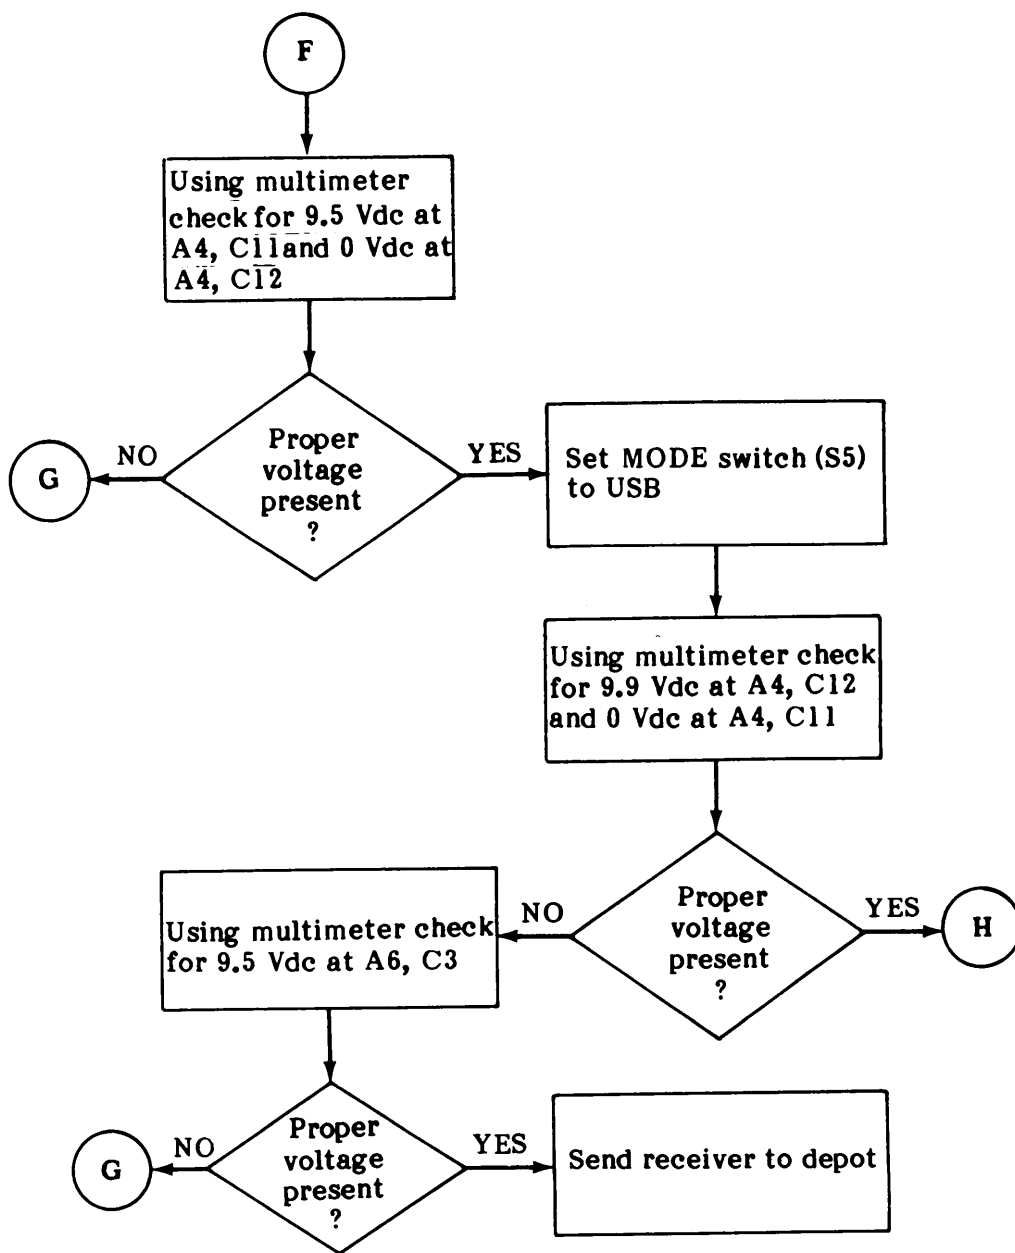 F
Using multimeter
check for 9.5 Vdc at
A4, C11and 0 Vdc at
A4, C12
Proper
voltage
present
?
NO
G
YES
Set MODE switch (S5)
to USB
Using multimeter check
for 9.9 Vdc at A4, C12
and 0 Vdc at A4, C11
Proper
voltage
present
?
YES
H
NO
Using multimeter check
for 9.5 Vdc at A6, C3
Proper
voltage
present
?
NO
G
YES
Send receiver to depot